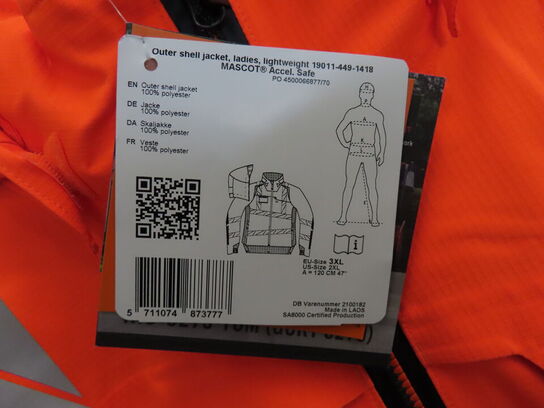 Outer shell jacket, ladies, lightweight 19011-449-1418
MASCOT® Accel. Safe
PO 4500066877/70
EN Outer shell jacket
100% polyester
DE Jacke
100% polyester
DA Skaljakke
100% polyester
FR Veste
100% polyester
EU-Size 3XL
US-Size 2XL
A = 120 CM 47"
DB Varenummer 2100182
Made in LAOS
SA8000 Certified Production
5 711074 873777